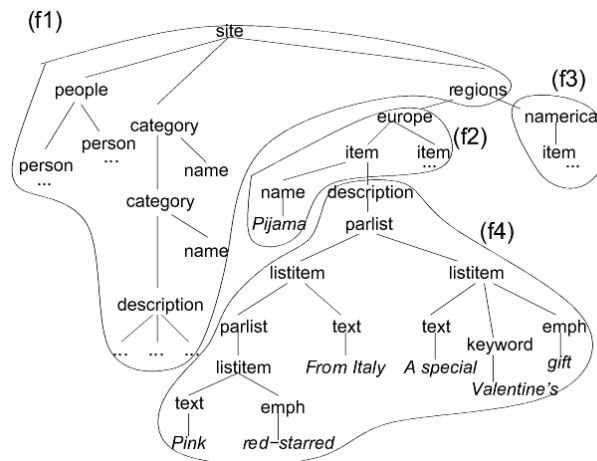 (f1)
site
people
regions
(f3)
europe
namerica
category
person
(f2)
person
...
item
item
item
...
...
...
name
name
description
category
Pijama
parlist
(f4)
name
listitem
listitem
description
parlist
text
text
emph
... ... ...
keyword
listitem
From Italy
A special
gift
Valentine's
text
emph
Pink
red-starred